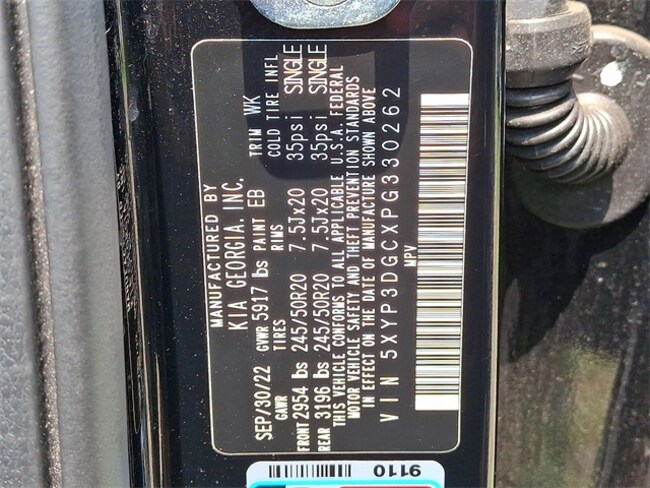 MANUFACTURED BY
KIA GEORGIA, INC.
SEP/30/22 GVWR 5917 lbs PAINT EB TRIM WK
GAWR TIRES RIMS COLD TIRE INFL
FRONT 2954 lbs 245/50R20 7.5Jx20 35psi SINGLE
REAR 3196 lbs 245/50R20 7.5Jx20 35psi SINGLE
THIS VEHICLE CONFORMS TO ALL APPLICABLE U.S.A. FEDERAL
MOTOR VEHICLE SAFETY AND THEFT PREVENTION STANDARDS
IN EFFECT ON THE DATE OF MANUFACTURE SHOWN ABOVE
VIN 5XYP3DGCXPG330262
MPV
9110